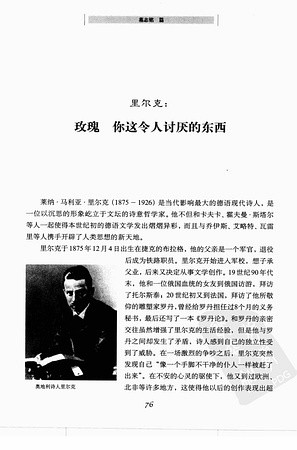 墓志铭 篇
里尔克：
玫瑰 你这令人讨厌的东西
莱纳·马利亚·里尔克（1875－1926）是当代影响最大的德语现代诗人，是
一位以沉思的形象屹立于文坛的诗意哲学家。他不但和卡夫卡、霍夫曼·斯塔尔
等人一起使得本世纪初的德语文学发出熠熠异彩，而且与乔伊斯、艾略特、瓦雷
里等人携手开辟了人类思想的新天地。
里尔克于1875年12月4日出生在捷克的布拉格，他的父亲是一个军官，退役
后成为铁路职员。里尔克开始进入军校，想子承
父业，后来又决定从事文学创作。19世纪90年代
末，他和一位俄国血统的女友到俄国访游，拜访
了托尔斯泰；20世纪初又到法国，拜访了他所敬
仰的雕塑家罗丹，曾经给罗丹担任过8个月的义务
秘书，最后还写了一本《罗丹论》。和罗丹的亲密
交往虽然增强了里尔克的生活经验，但是他与罗
丹之间却发生了矛盾，诗人感到自己的独立性受
到了威胁。在一场激烈的争吵之后，里尔克突然
发现自己“像一个手脚不干净的仆人一样被赶了
出来”。在不安的心灵的驱使下，他又到过欧洲、
北非等许多地方，这使得他以后的创作表现出超
奥地利诗人里尔克
76